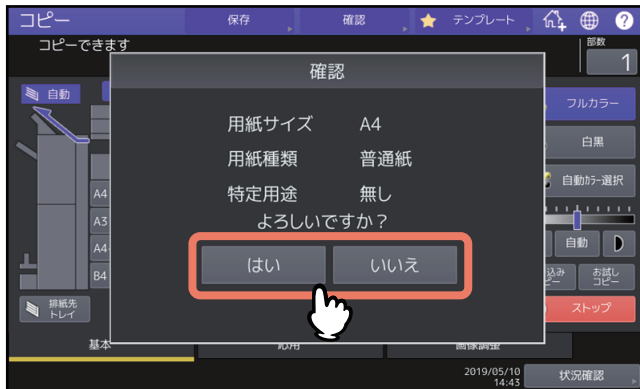 コピー 保存 確認 テンプレート ?
コピーできます 部数
1
確認
自動
用紙サイズ A4
フルカラー
用紙種類 普通紙
白黒
特定用途 無し
自動ｶﾗｰ選択
よろしいですか？
A4
A3
A4
B4
はい いいえ
自動
お試し
コピー
排紙先
トレイ
ストップ
基本 応用 画像調整
2019/05/10
14:43
状況確認